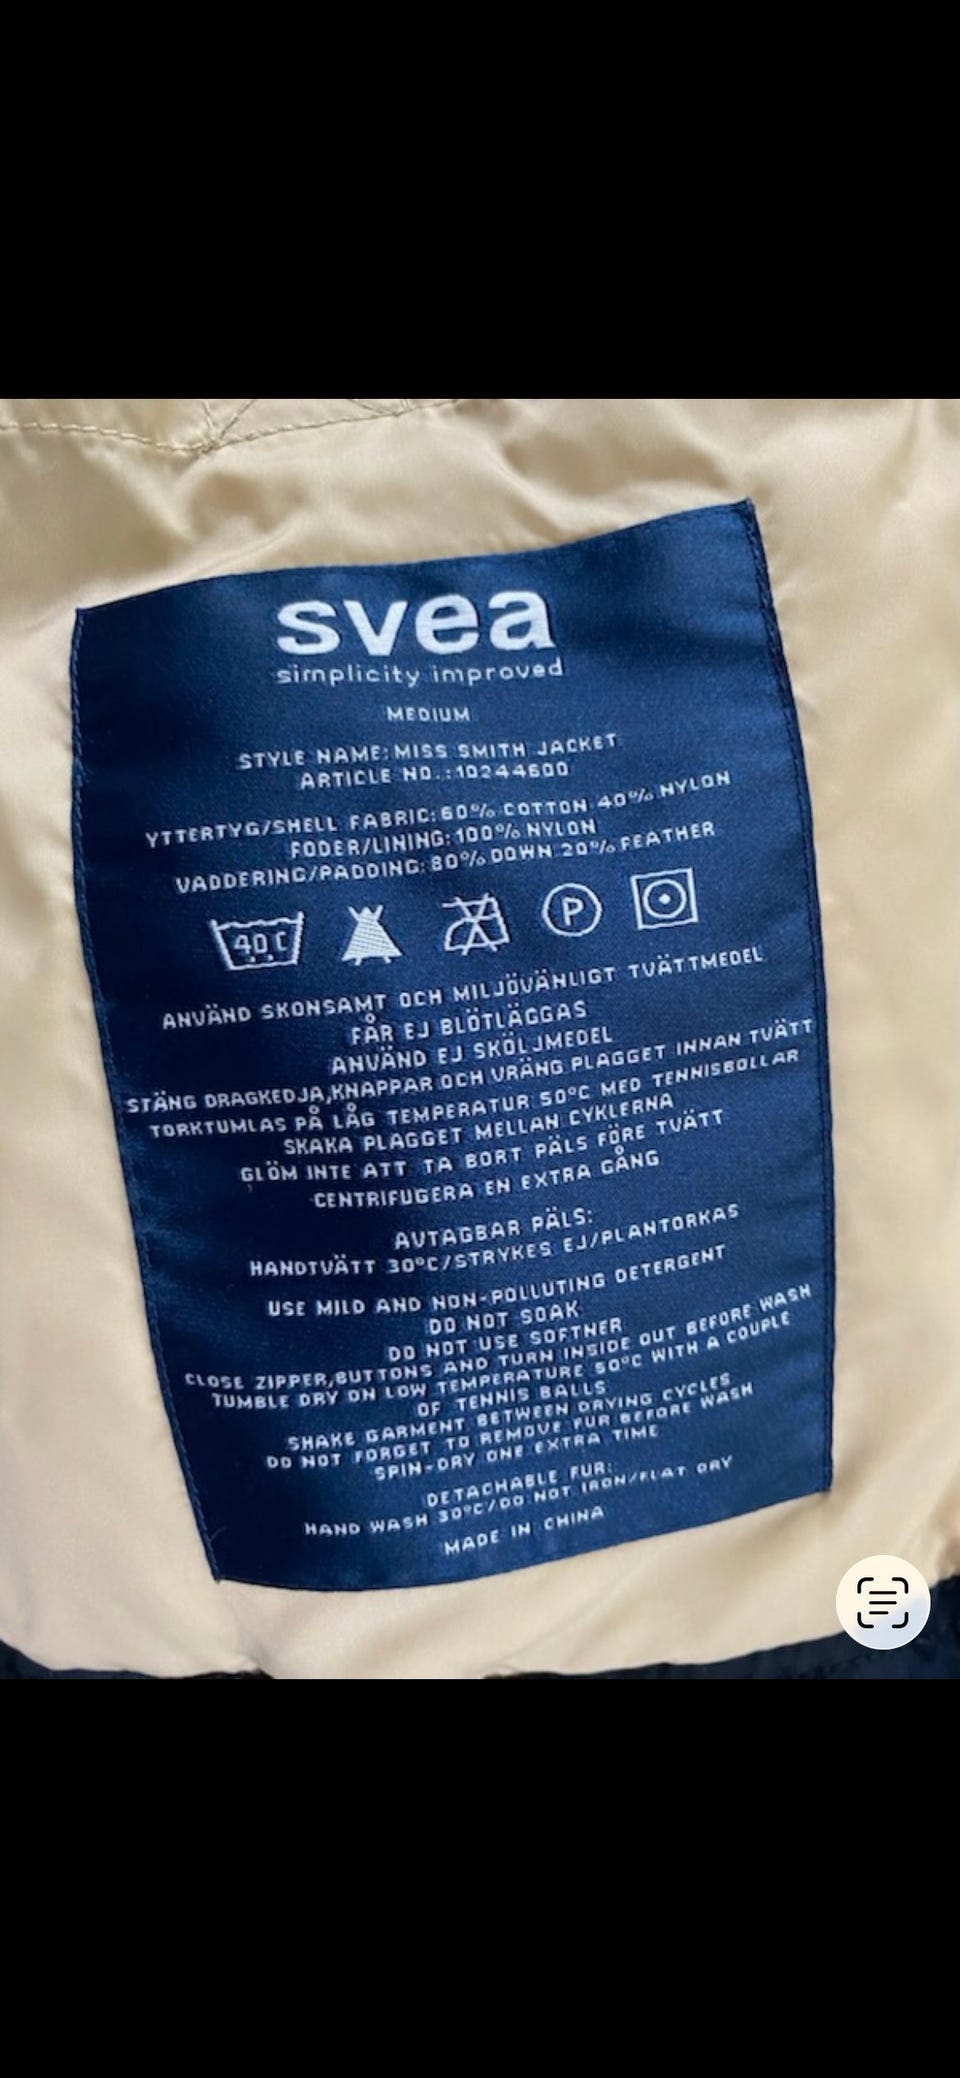 svea
simplicity improved
MEDIUM
STYLE NAME: MISS SMITH JACKET
ARTICLE NO.:10244600
YTTERTYG/SHELL FABRIC: 60% COTTON 40% NYLON
FODER/LINING: 100% NYLON
VADDERING/PADDING: 80% DOWN 20% FEATHER
40 C P
ANVÄND SKONSAMT OCH MILJÖVÄNLIGT TVÄTTMEDEL
FÅR EJ BLÖTLÄGGAS
ANVÄND EJ SKÖLJMEDEL
STÄNG DRAGKEDJA,KNAPPAR OCH VRÄNG PLAGGET INNAN TVÄTT
TORKTUMLAS PÅ LÅG TEMPERATUR 50°C MED TENNISBOLLAR
SKAKA PLAGGET MELLAN CYKLERNA
GLÖM INTE ATT TA BORT PÄLS FÖRE TVÄTT
CENTRIFUGERA EN EXTRA GÅNG
AVTAGBAR PÄLS:
HANDTVÄTT 30°C/STRYKES EJ/PLANTORKAS
USE MILD AND NON-POLLUTING DETERGENT
DO NOT SOAK
DO NOT USE SOFTNER
CLOSE ZIPPER,BUTTONS AND TURN INSIDE OUT BEFORE WASH
TUMBLE DRY ON LOW TEMPERATURE 50°C WITH A COUPLE
OF TENNIS BALLS
SHAKE GARMENT BETWEEN DRYING CYCLES
DO NOT FORGET TO REMOVE FUR BEFORE WASH
SPIN-DRY ONE EXTRA TIME
DETACHABLE FUR:
HAND WASH 30°C/DO NOT IRON/FLAT DRY
MADE IN CHINA